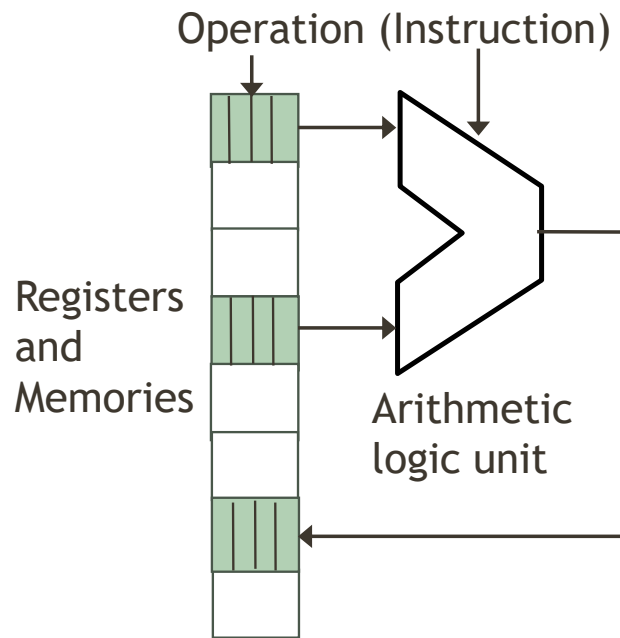 Operation (Instruction)
Registers
and
Memories
Arithmetic
logic unit